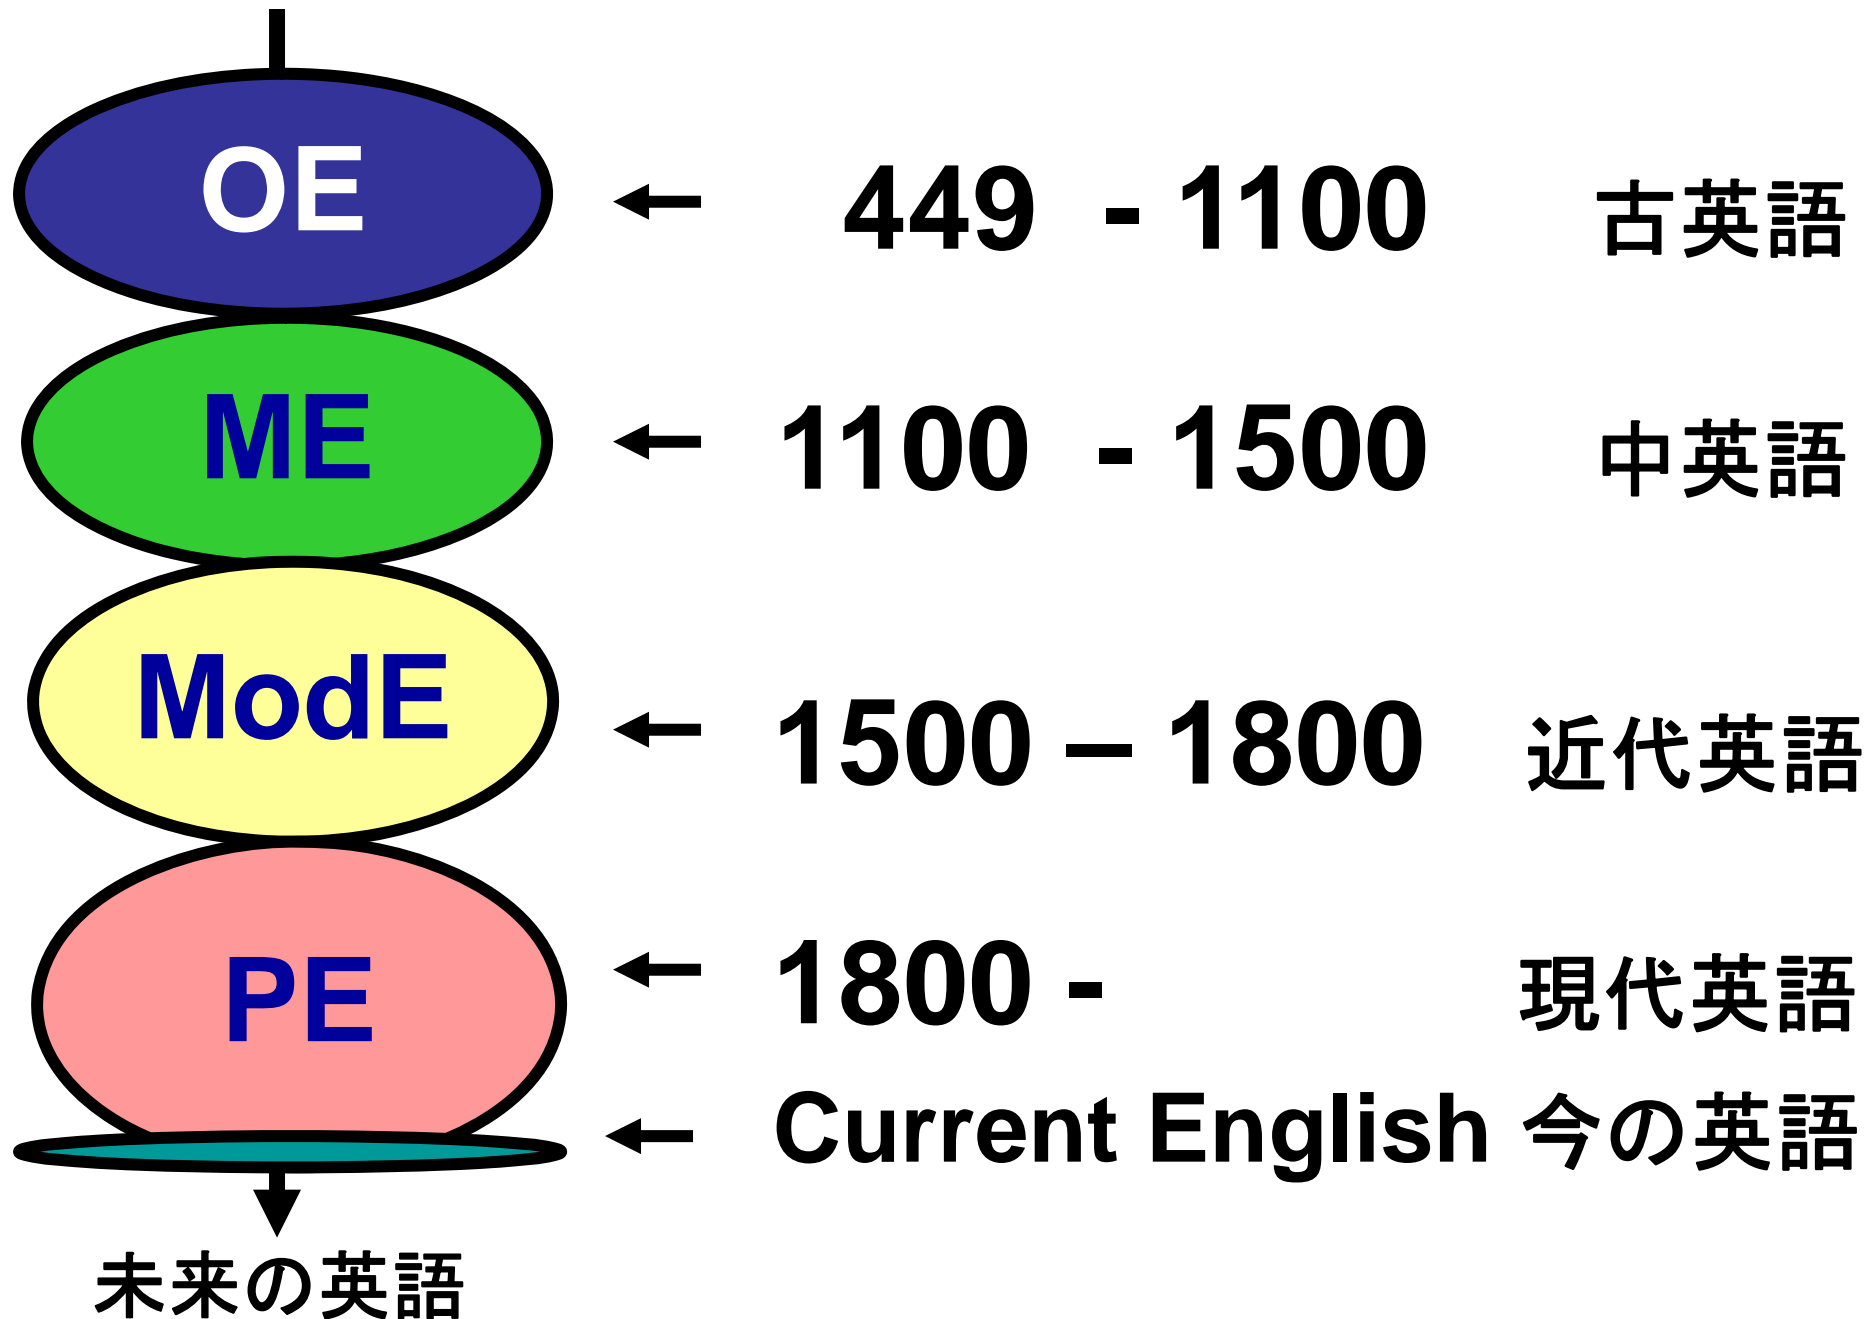 OE 449 - 1100 古英語
ME 1100 - 1500 中英語
ModE 1500 – 1800 近代英語
PE 1800 - 現代英語
Current English 今の英語
未来の英語